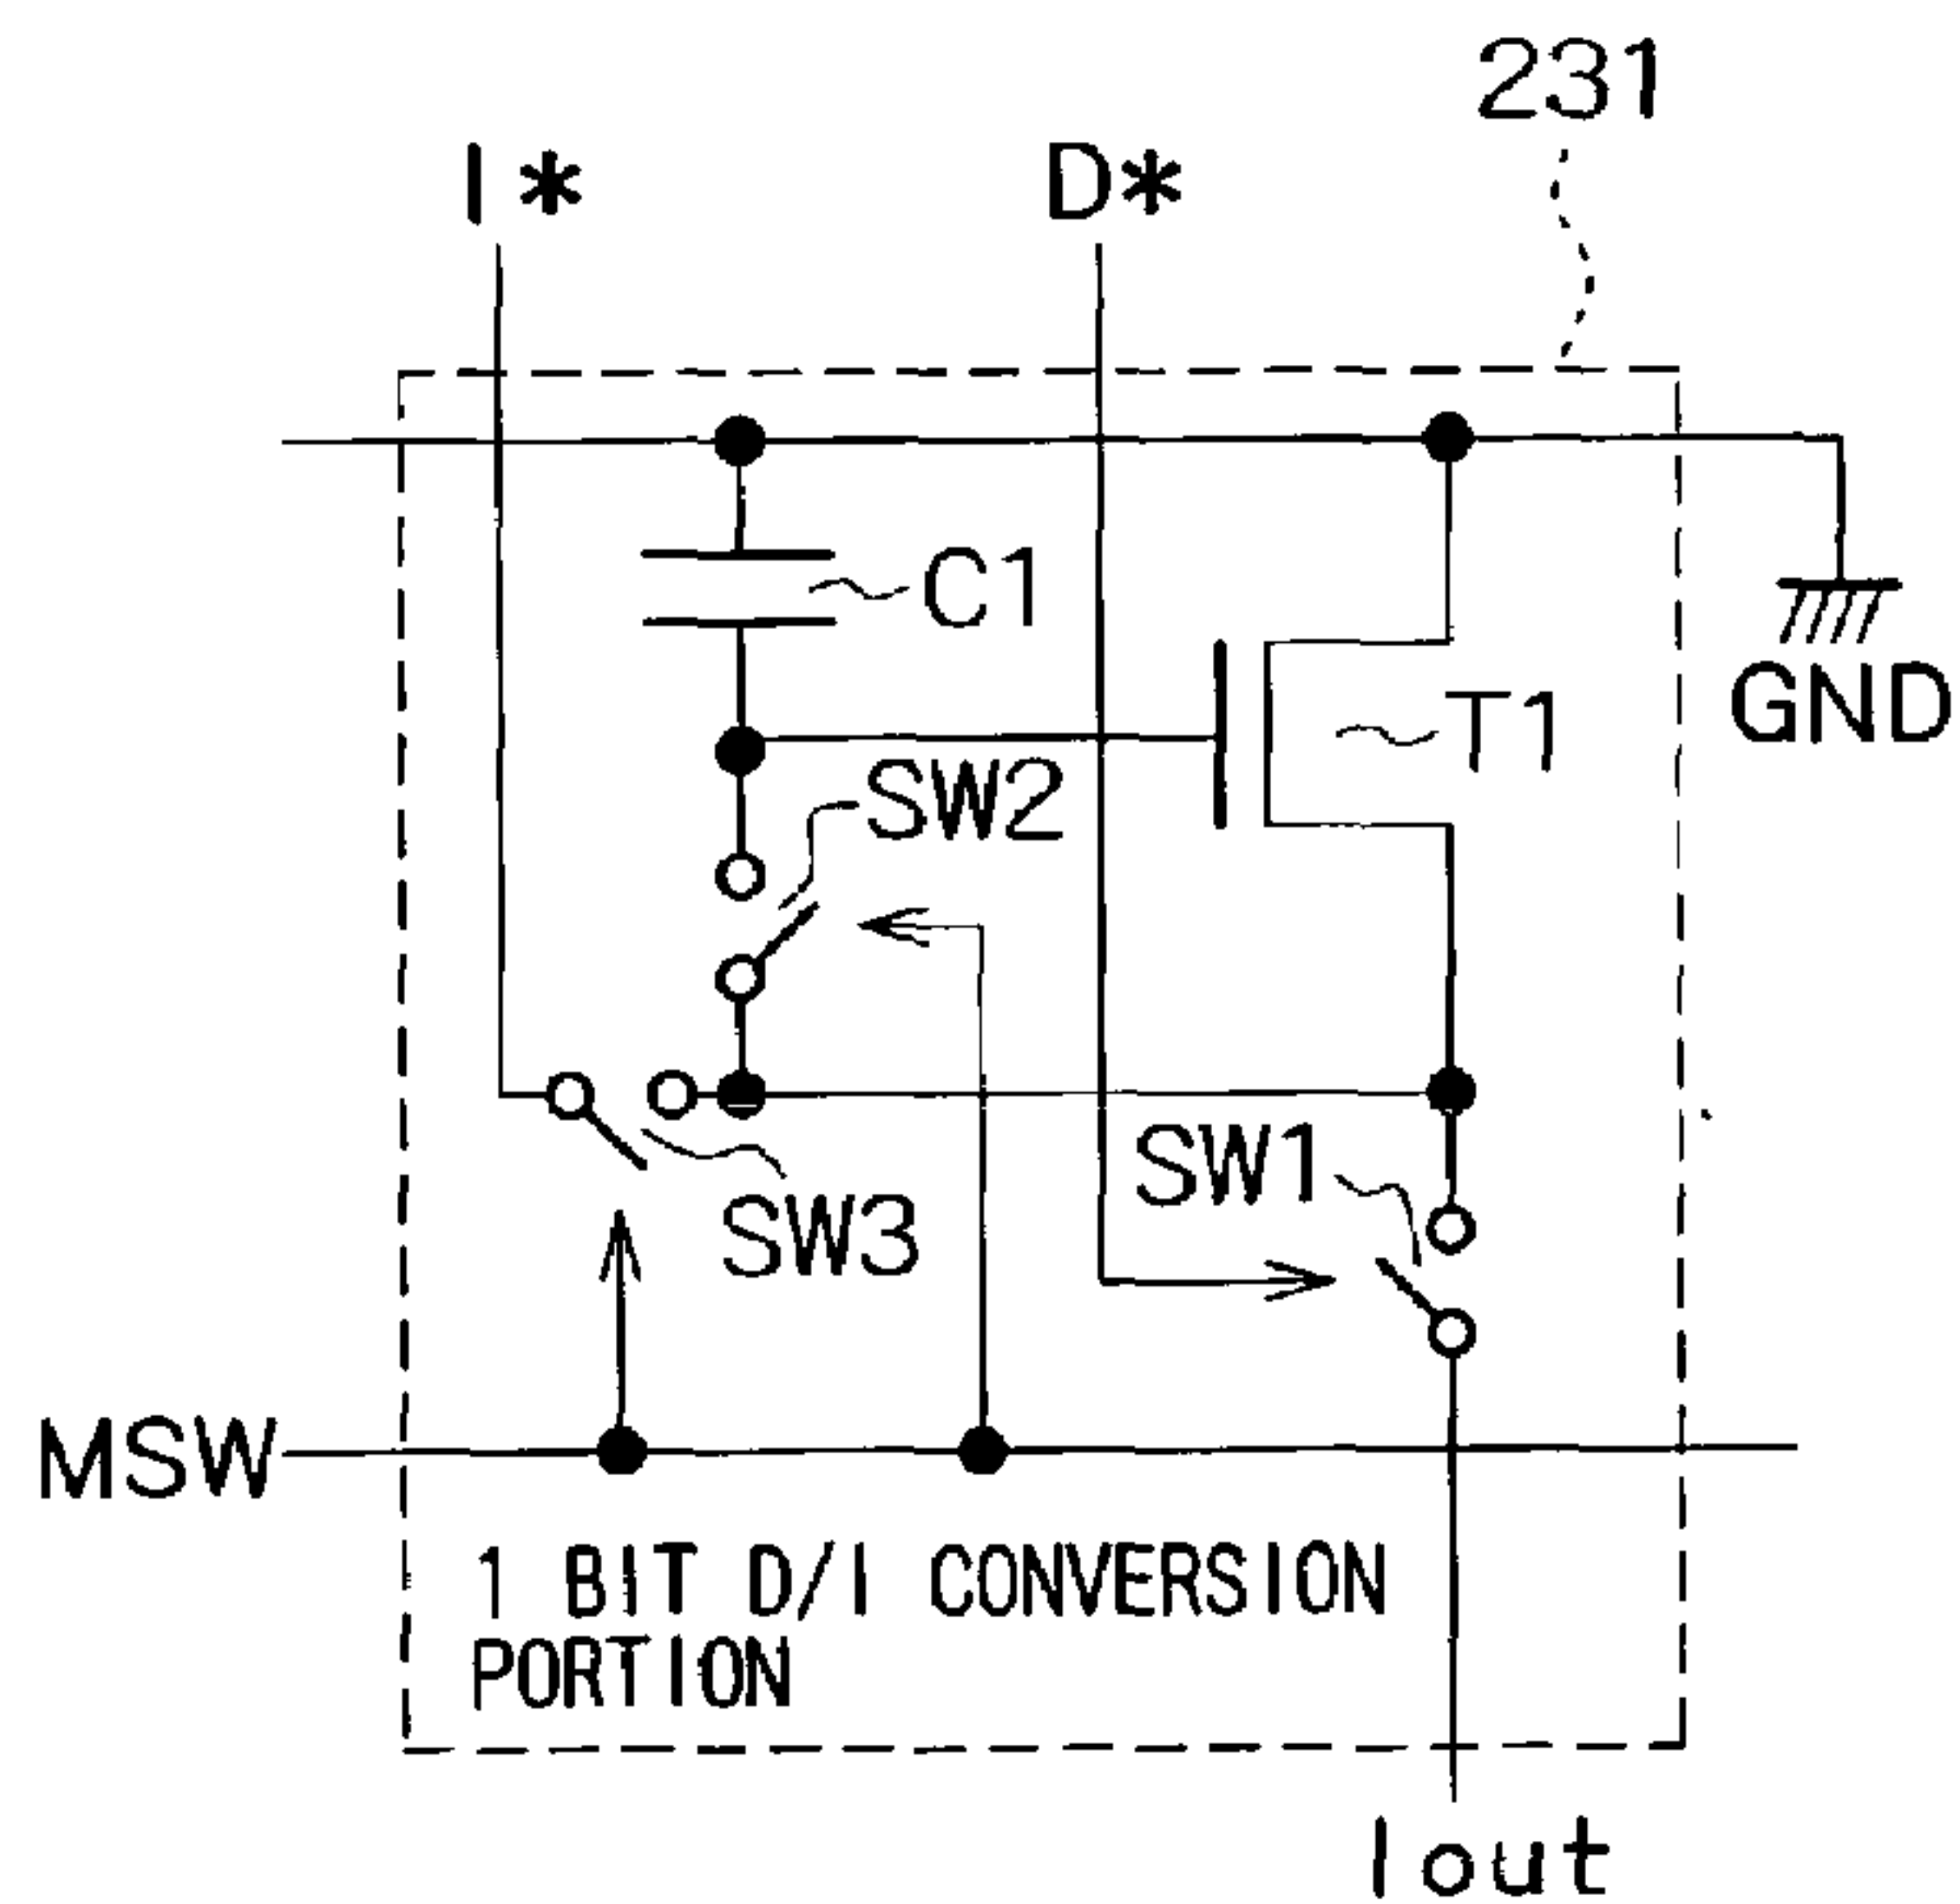 231
I* D*
C1
GND
T1
SW2
SW1
SW3
MSW
1 BIT D/I CONVERSION
PORTION
Iout